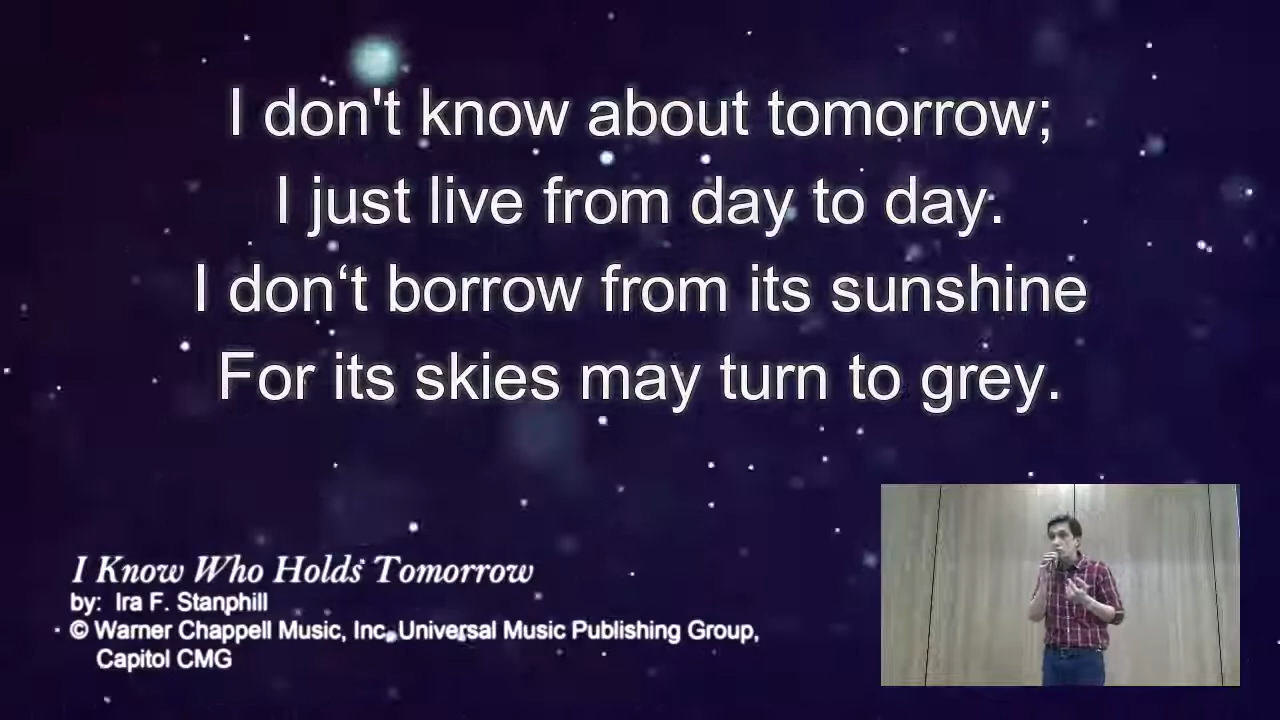 I don't know about tomorrow;
I just live from day to day.
I don‘t borrow from its sunshine
For its skies may turn to grey.
I Know Who Holds Tomorrow
by: Ira F. Stanphill
© Warner Chappell Music, Inc. Universal Music Publishing Group,
Capitol CMG